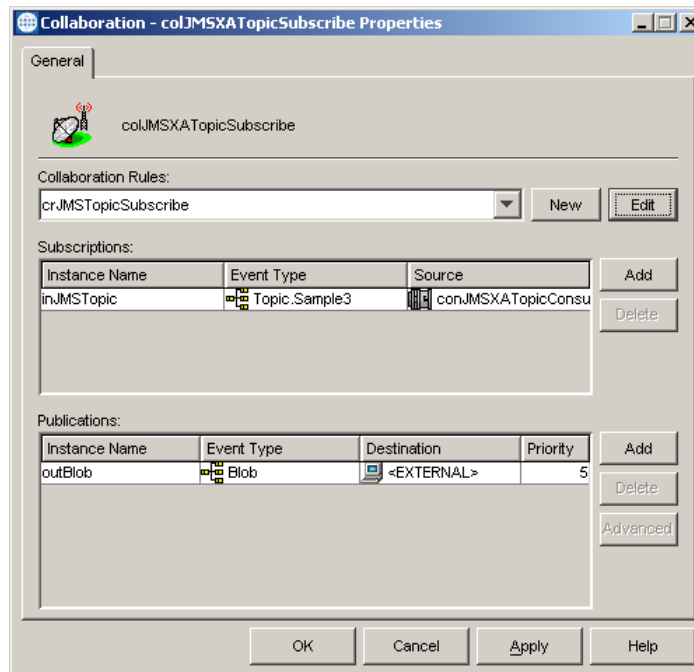 Collaboration - colJMSXATopicSubscribe Properties
General
colJMSXATopicSubscribe
Collaboration Rules:
crJMSTopicSubscribe New Edit
Subscriptions:
Instance Name Event Type Source Add
inJMSTopic Topic.Sample3 conJMSXATopicConsu
Delete
Publications:
Instance Name Event Type Destination Priority Add
outBlob Blob <EXTERNAL> 5
Delete
Advanced
OK Cancel Apply Help